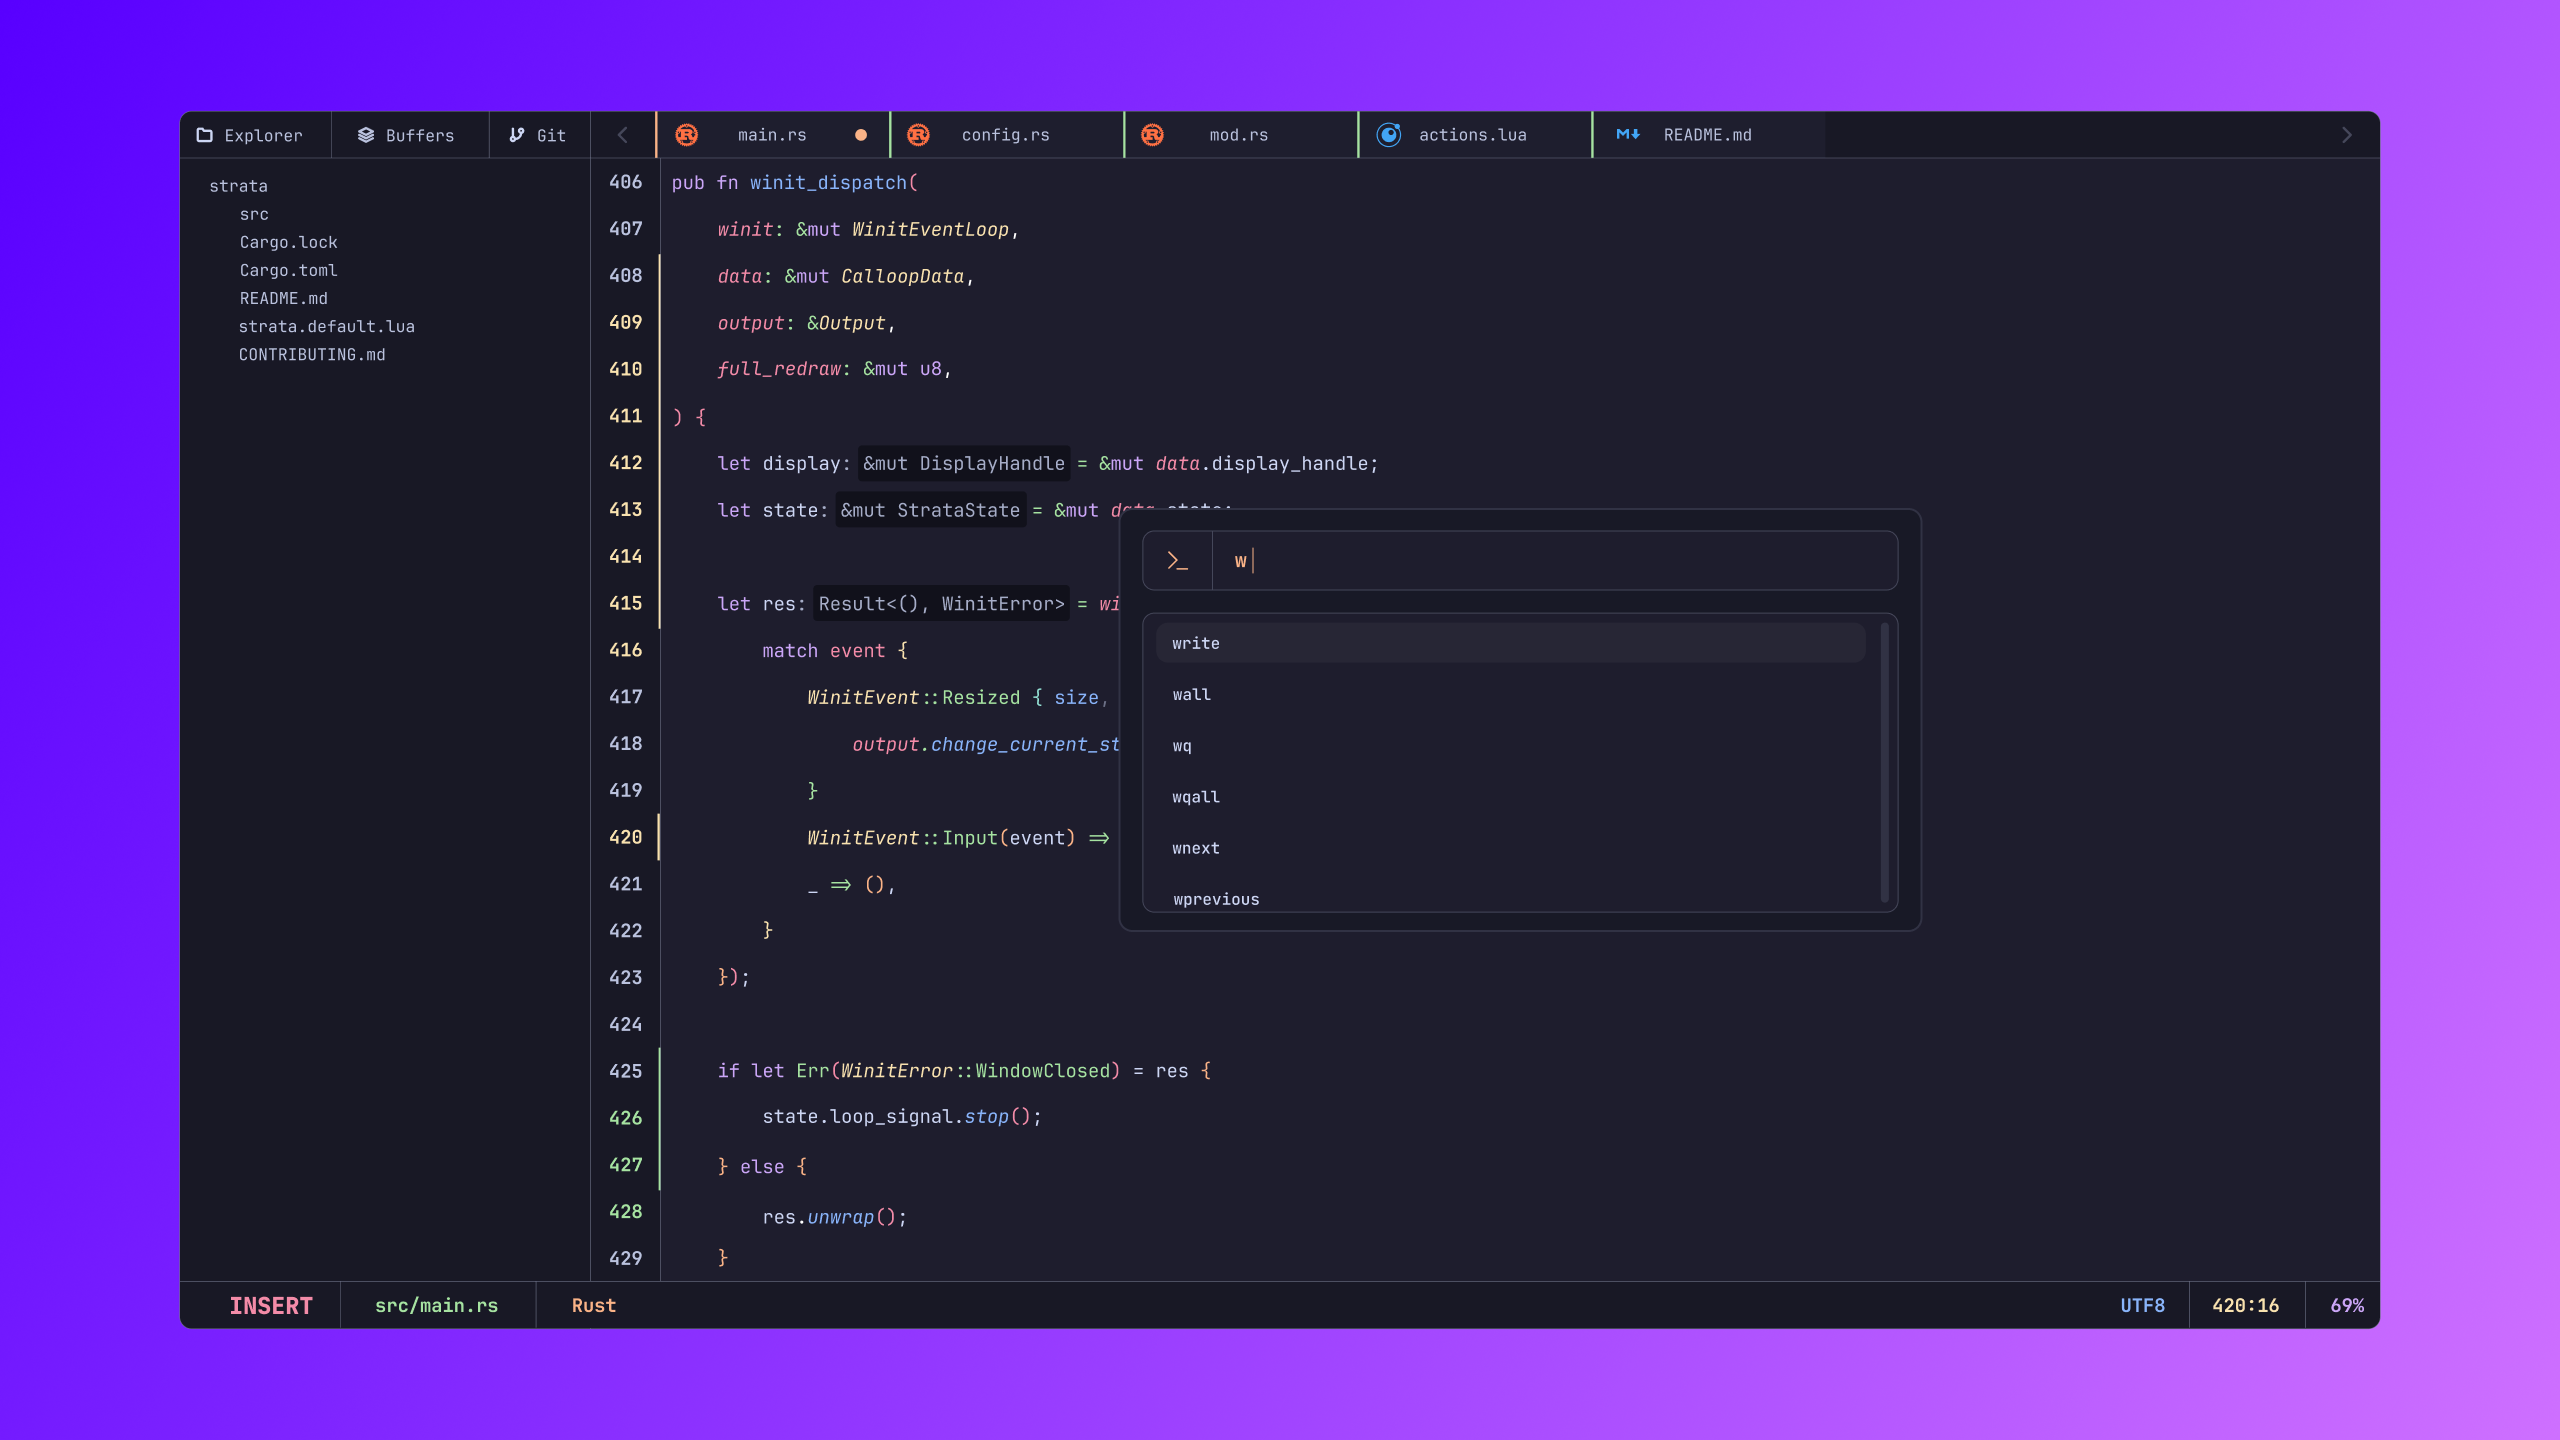 Explorer Buffers Git main.rs config.rs mod.rs actions.lua README.md
strata
src
Cargo.lock
Cargo.toml
README.md
strata.default.lua
CONTRIBUTING.md
406 pub fn winit_dispatch(
407 winit: &mut WinitEventLoop,
408 data: &mut CalloopData,
409 output: &Output,
410 full_redraw: &mut u8,
411 ) {
412 let display: &mut DisplayHandle = &mut data.display_handle;
413 let state: &mut StrataState = &mut data.state;
414
415 let res: Result<(), WinitError> = wi
416 match event {
417 WinitEvent::Resized { size,
418 output.change_current_st
419 }
420 WinitEvent::Input(event) =>
421 _ => (),
422 }
423 });
424
425 if let Err(WinitError::WindowClosed) = res {
426 state.loop_signal.stop();
427 } else {
428 res.unwrap();
429 }
>_ w
write
wall
wq
wqall
wnext
wprevious
INSERT src/main.rs Rust UTF8 420:16 69%